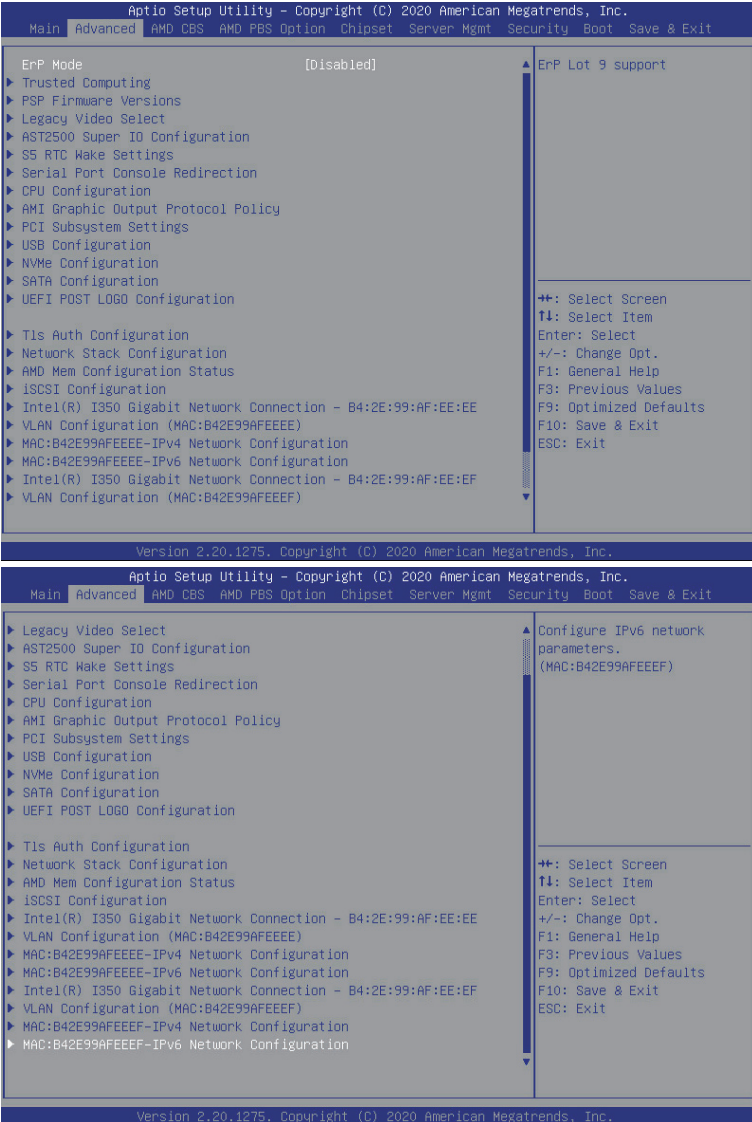 Aptio Setup Utility – Copyright (C) 2020 American Megatrends, Inc.
Main Advanced AMD CBS AMD PBS Option Chipset Server Mgmt Security Boot Save & Exit
ErP Mode [Disabled]
Trusted Computing
PSP Firmware Versions
Legacy Video Select
AST2500 Super IO Configuration
S5 RTC Wake Settings
Serial Port Console Redirection
CPU Configuration
AMI Graphic Output Protocol Policy
PCI Subsystem Settings
USB Configuration
NVMe Configuration
SATA Configuration
UEFI POST LOGO Configuration
Tls Auth Configuration
Network Stack Configuration
AMD Mem Configuration Status
iSCSI Configuration
Intel(R) I350 Gigabit Network Connection – B4:2E:99:AF:EE:EE
VLAN Configuration (MAC:B42E99AFEEEE)
MAC:B42E99AFEEEE-IPv4 Network Configuration
MAC:B42E99AFEEEE-IPv6 Network Configuration
Intel(R) I350 Gigabit Network Connection – B4:2E:99:AF:EE:EF
VLAN Configuration (MAC:B42E99AFEEEF)
ErP Lot 9 support
→←: Select Screen
↑↓: Select Item
Enter: Select
+/-: Change Opt.
F1: General Help
F3: Previous Values
F9: Optimized Defaults
F10: Save & Exit
ESC: Exit
Version 2.20.1275. Copyright (C) 2020 American Megatrends, Inc.
Aptio Setup Utility – Copyright (C) 2020 American Megatrends, Inc.
Main Advanced AMD CBS AMD PBS Option Chipset Server Mgmt Security Boot Save & Exit
Legacy Video Select
AST2500 Super IO Configuration
S5 RTC Wake Settings
Serial Port Console Redirection
CPU Configuration
AMI Graphic Output Protocol Policy
PCI Subsystem Settings
USB Configuration
NVMe Configuration
SATA Configuration
UEFI POST LOGO Configuration
Tls Auth Configuration
Network Stack Configuration
AMD Mem Configuration Status
iSCSI Configuration
Intel(R) I350 Gigabit Network Connection – B4:2E:99:AF:EE:EE
VLAN Configuration (MAC:B42E99AFEEEE)
MAC:B42E99AFEEEE-IPv4 Network Configuration
MAC:B42E99AFEEEE-IPv6 Network Configuration
Intel(R) I350 Gigabit Network Connection – B4:2E:99:AF:EE:EF
VLAN Configuration (MAC:B42E99AFEEEF)
MAC:B42E99AFEEEF-IPv4 Network Configuration
MAC:B42E99AFEEEF-IPv6 Network Configuration
Configure IPv6 network
parameters.
(MAC:B42E99AFEEEF)
→←: Select Screen
↑↓: Select Item
Enter: Select
+/-: Change Opt.
F1: General Help
F3: Previous Values
F9: Optimized Defaults
F10: Save & Exit
ESC: Exit
Version 2.20.1275. Copyright (C) 2020 American Megatrends, Inc.